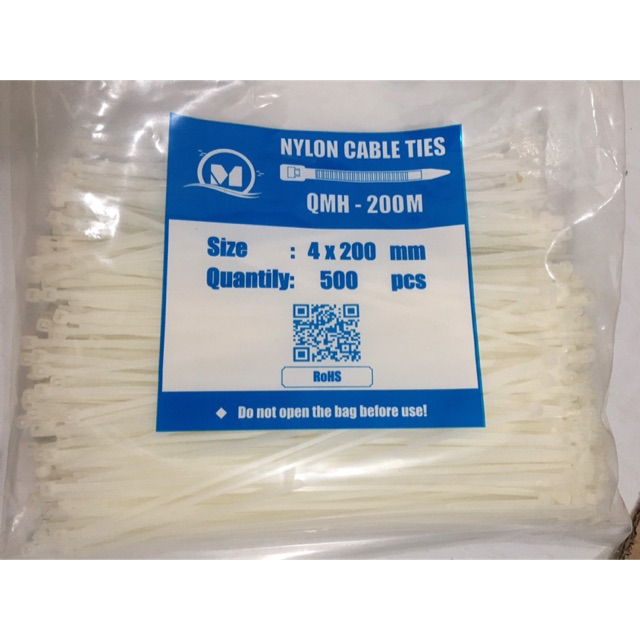 NYLON CABLE TIES
M
QMH - 200M
Size : 4 x 200 mm
Quantily: 500 pcs
RoHS
◆ Do not open the bag before use!